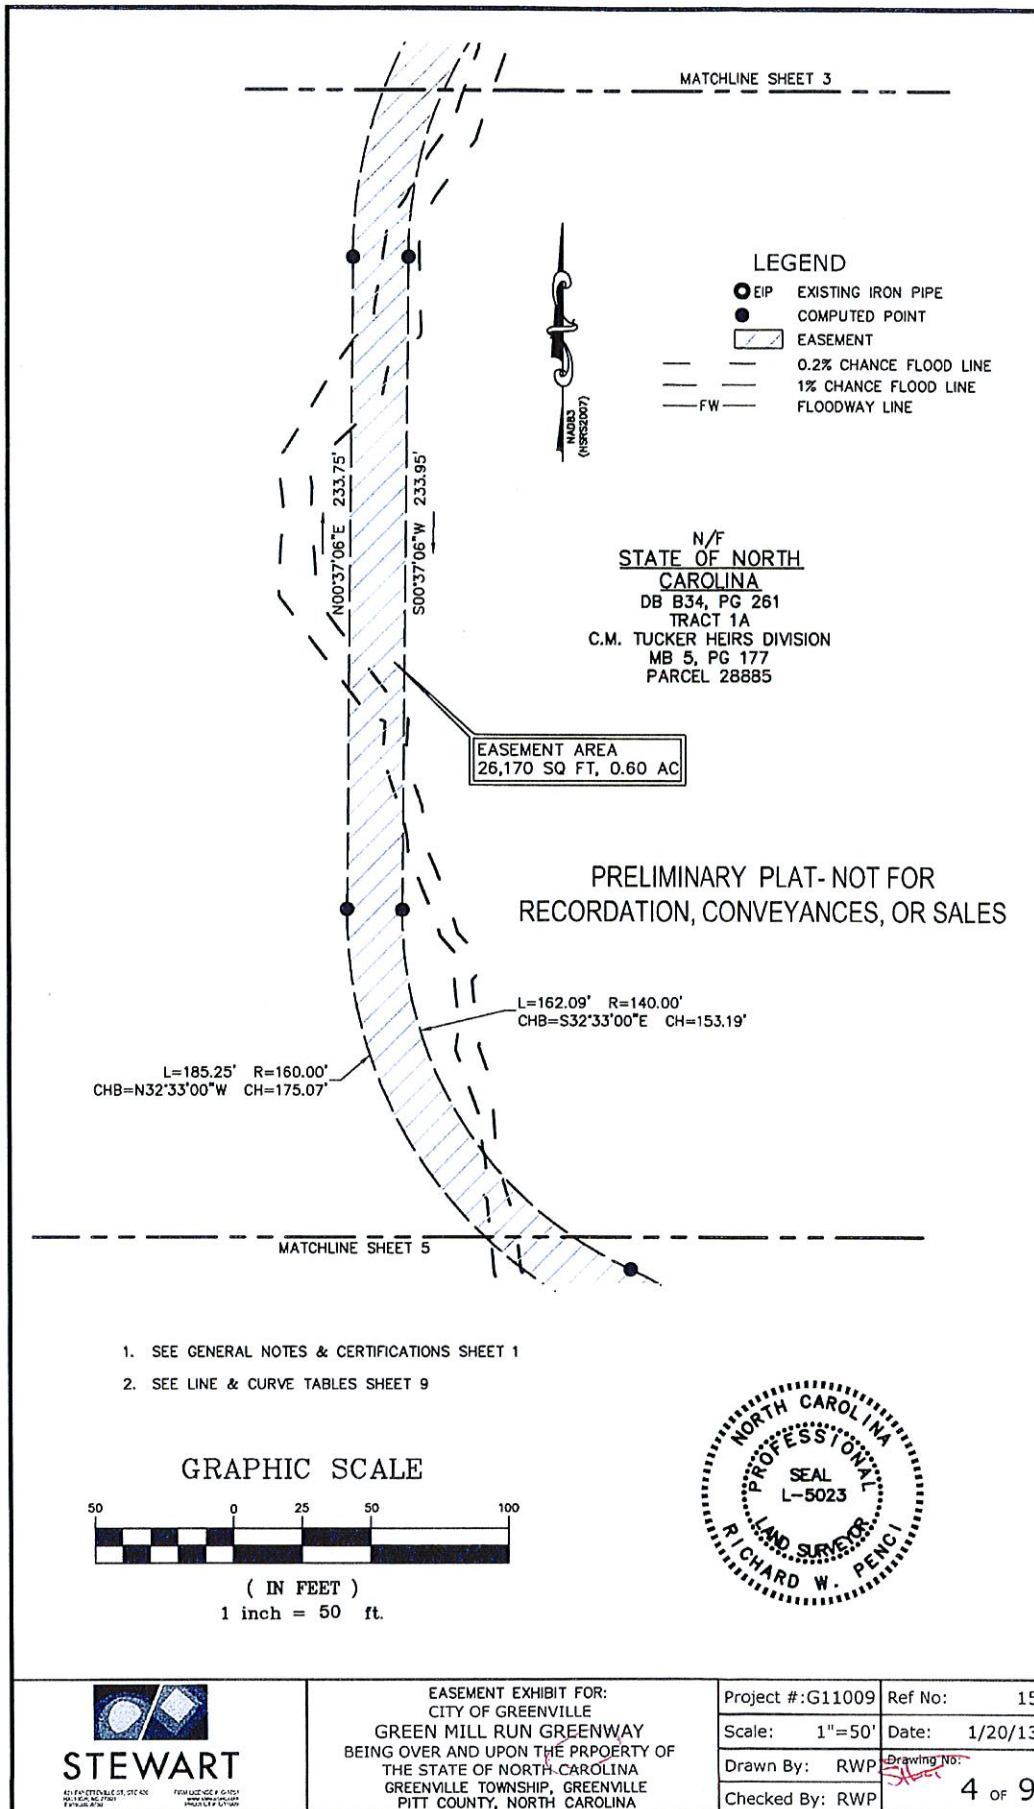 MATCHLINE SHEET 3
LEGEND
EIP EXISTING IRON PIPE
COMPUTED POINT
EASEMENT
0.2% CHANCE FLOOD LINE
1% CHANCE FLOOD LINE
FW FLOODWAY LINE
NAD83
(NSRS2007)
N00°37'06"E 233.75'
S00°37'06"W 233.95'
N/F
STATE OF NORTH
CAROLINA
DB B34, PG 261
TRACT 1A
C.M. TUCKER HEIRS DIVISION
MB 5, PG 177
PARCEL 28885
EASEMENT AREA
26,170 SQ FT, 0.60 AC
PRELIMINARY PLAT- NOT FOR
RECORDATION, CONVEYANCES, OR SALES
L=162.09' R=140.00'
CHB=S32°33'00"E CH=153.19'
L=185.25' R=160.00'
CHB=N32°33'00"W CH=175.07'
MATCHLINE SHEET 5
1. SEE GENERAL NOTES & CERTIFICATIONS SHEET 1
2. SEE LINE & CURVE TABLES SHEET 9
GRAPHIC SCALE
50 0 25 50 100
( IN FEET )
1 inch = 50 ft.
NORTH CAROLINA
PROFESSIONAL
SEAL
L-5023
LAND SURVEYOR
RICHARD W. PENCI
STEWART
EASEMENT EXHIBIT FOR:
CITY OF GREENVILLE
GREEN MILL RUN GREENWAY
BEING OVER AND UPON THE PRPOERTY OF
THE STATE OF NORTH CAROLINA
GREENVILLE TOWNSHIP, GREENVILLE
PITT COUNTY, NORTH CAROLINA
Project #:G11009 Ref No: 15
Scale: 1"=50' Date: 1/20/13
Drawn By: RWP Drawing No:
Sheet
Checked By: RWP 4 OF 9